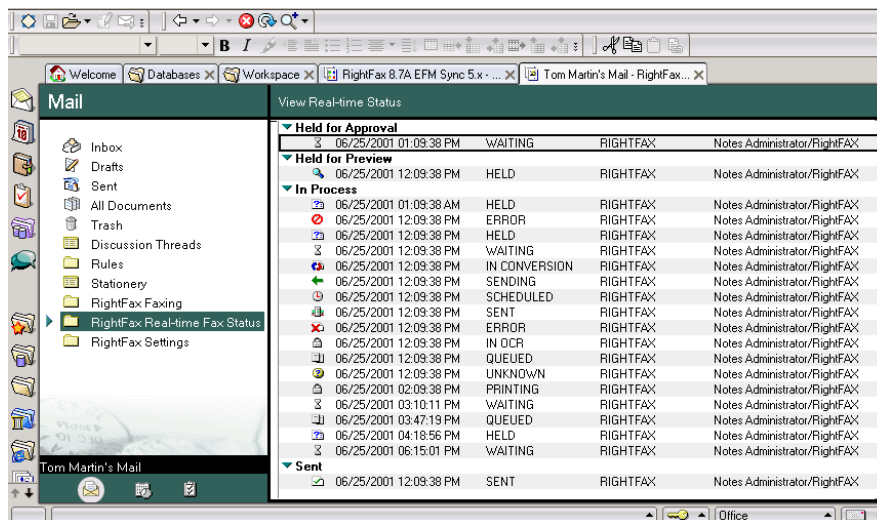 B I
Welcome Databases Workspace RightFax 8.7A EFM Sync 5.x - ... Tom Martin's Mail - RightFax...
Mail
View Real-time Status
Inbox
Drafts
Sent
All Documents
Trash
Discussion Threads
Rules
Stationery
RightFax Faxing
RightFax Real-time Fax Status
RightFax Settings
Tom Martin's Mail
Held for Approval
06/25/2001 01:09:38 PM WAITING RIGHTFAX Notes Administrator/RightFAX
Held for Preview
06/25/2001 12:09:38 PM HELD RIGHTFAX Notes Administrator/RightFAX
In Process
06/25/2001 01:09:38 AM HELD RIGHTFAX Notes Administrator/RightFAX
06/25/2001 12:09:38 PM ERROR RIGHTFAX Notes Administrator/RightFAX
06/25/2001 12:09:38 PM HELD RIGHTFAX Notes Administrator/RightFAX
06/25/2001 12:09:38 PM WAITING RIGHTFAX Notes Administrator/RightFAX
06/25/2001 12:09:38 PM IN CONVERSION RIGHTFAX Notes Administrator/RightFAX
06/25/2001 12:09:38 PM SENDING RIGHTFAX Notes Administrator/RightFAX
06/25/2001 12:09:38 PM SCHEDULED RIGHTFAX Notes Administrator/RightFAX
06/25/2001 12:09:38 PM SENT RIGHTFAX Notes Administrator/RightFAX
06/25/2001 12:09:38 PM ERROR RIGHTFAX Notes Administrator/RightFAX
06/25/2001 12:09:38 PM IN OCR RIGHTFAX Notes Administrator/RightFAX
06/25/2001 12:09:38 PM QUEUED RIGHTFAX Notes Administrator/RightFAX
06/25/2001 12:09:38 PM UNKNOWN RIGHTFAX Notes Administrator/RightFAX
06/25/2001 02:09:38 PM PRINTING RIGHTFAX Notes Administrator/RightFAX
06/25/2001 03:10:11 PM WAITING RIGHTFAX Notes Administrator/RightFAX
06/25/2001 03:47:19 PM QUEUED RIGHTFAX Notes Administrator/RightFAX
06/25/2001 04:18:56 PM HELD RIGHTFAX Notes Administrator/RightFAX
06/25/2001 06:15:01 PM WAITING RIGHTFAX Notes Administrator/RightFAX
Sent
06/25/2001 12:09:38 PM SENT RIGHTFAX Notes Administrator/RightFAX
Office